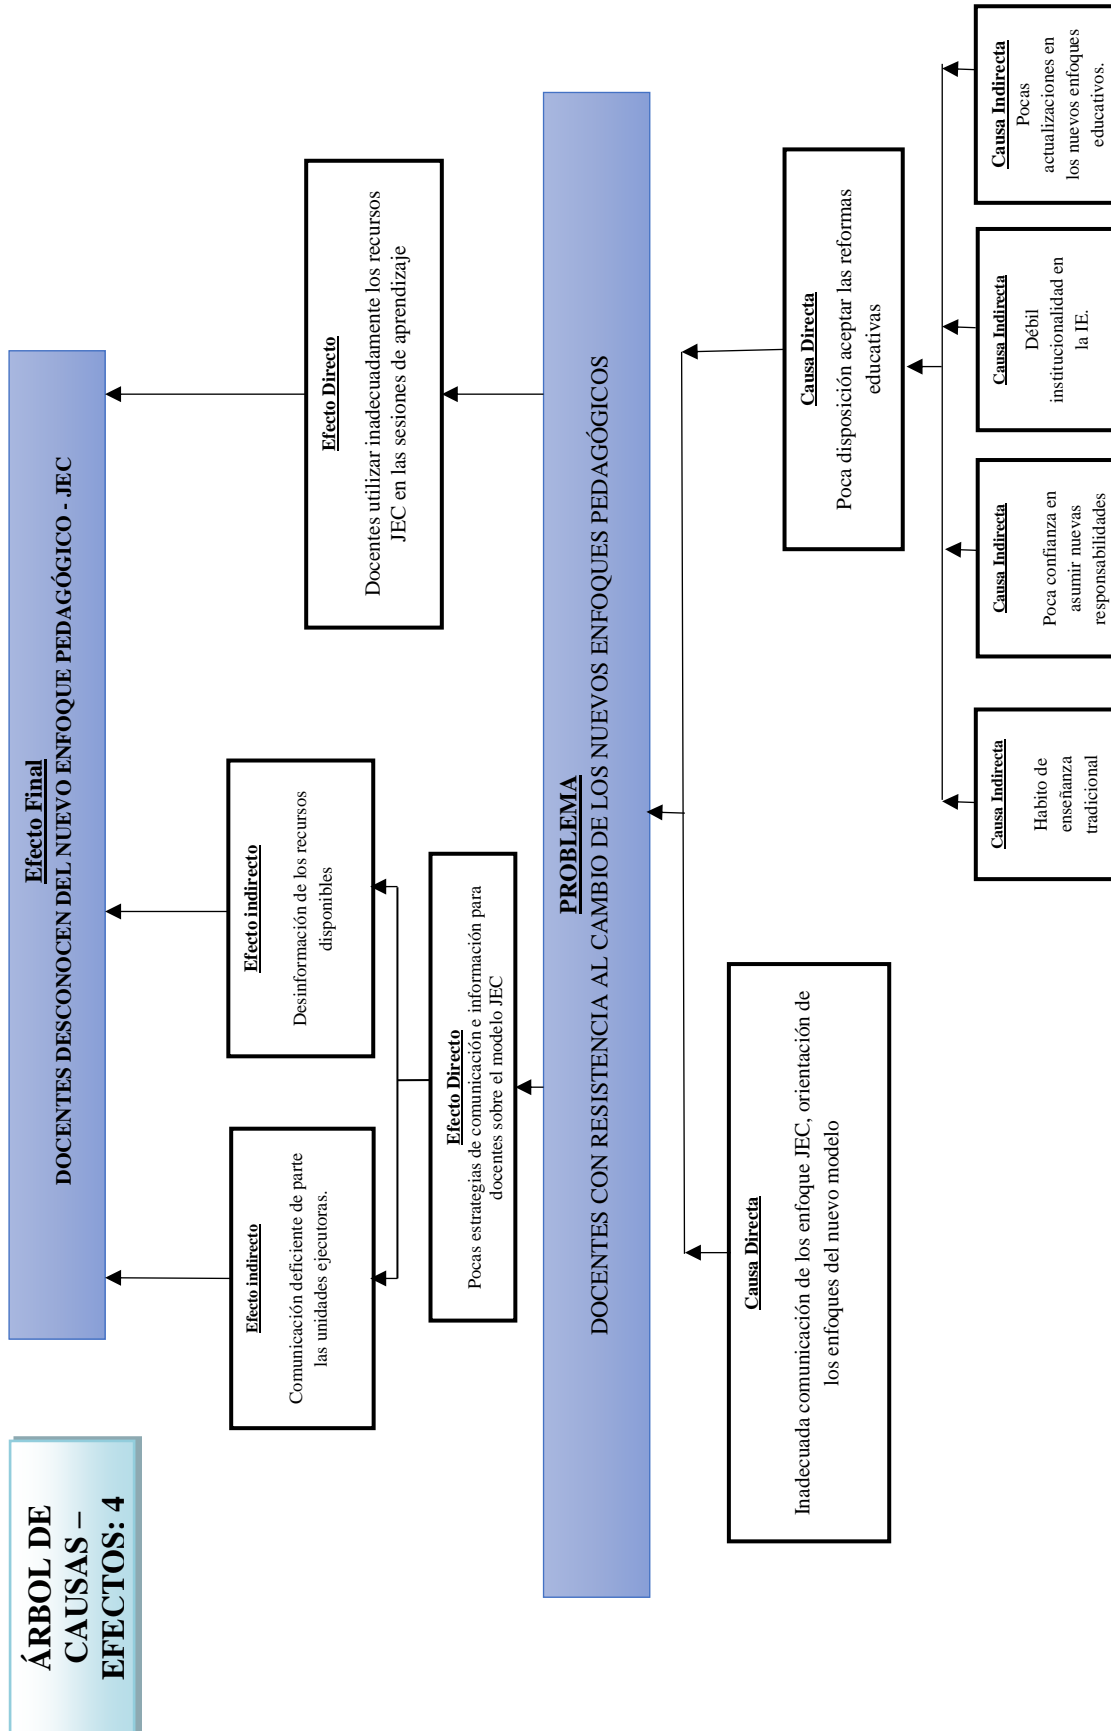 ÁRBOL DE
CAUSAS –
EFECTOS: 4
Efecto Final
DOCENTES DESCONOCEN DEL NUEVO ENFOQUE PEDAGÓGICO - JEC
Efecto indirecto
Comunicación deficiente de parte
las unidades ejecutoras.
Efecto indirecto
Desinformación de los recursos
disponibles
Efecto Directo
Docentes utilizar inadecuadamente los recursos
JEC en las sesiones de aprendizaje
Efecto Directo
Pocas estrategias de comunicación e información para
docentes sobre el modelo JEC
PROBLEMA
DOCENTES CON RESISTENCIA AL CAMBIO DE LOS NUEVOS ENFOQUES PEDAGÓGICOS
Causa Directa
Inadecuada comunicación de los enfoque JEC, orientación de
los enfoques del nuevo modelo
Causa Directa
Poca disposición aceptar las reformas
educativas
Causa Indirecta
Habito de
enseñanza
tradicional
Causa Indirecta
Poca confianza en
asumir nuevas
responsabilidades
Causa Indirecta
Débil
institucionalidad en
la IE.
Causa Indirecta
Pocas
actualizaciones en
los nuevos enfoques
educativos.